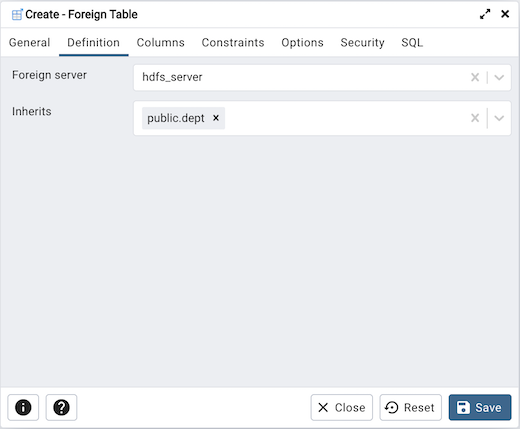 Create - Foreign Table
General Definition Columns Constraints Options Security SQL
Foreign server hdfs_server
Inherits public.dept
Close Reset Save